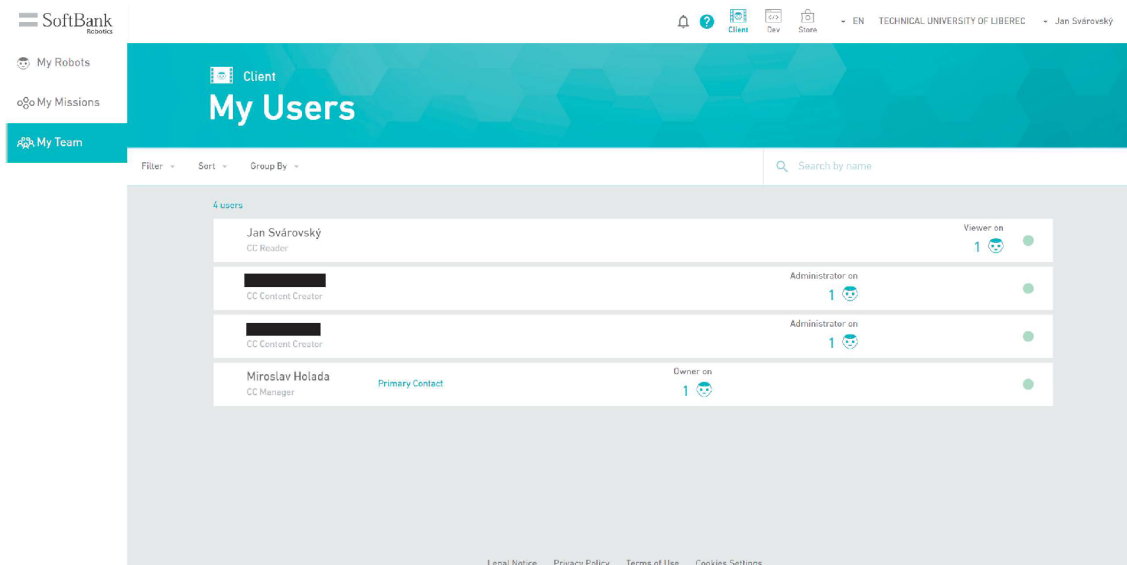 SoftBank
Robotics
Client
Dev
Store
EN
TECHNICAL UNIVERSITY OF LIBEREC
Jan Svárovský
My Robots
My Missions
My Team
Client
My Users
Filter
Sort
Group By
Search by name
4 users
Jan Svárovský
CC Reader
Viewer on
1
CC Content Creator
Administrator on
1
CC Content Creator
Administrator on
1
Miroslav Holada
CC Manager
Primary Contact
Owner on
1
Legal Notice Privacy Policy Terms of Use Cookies Settings